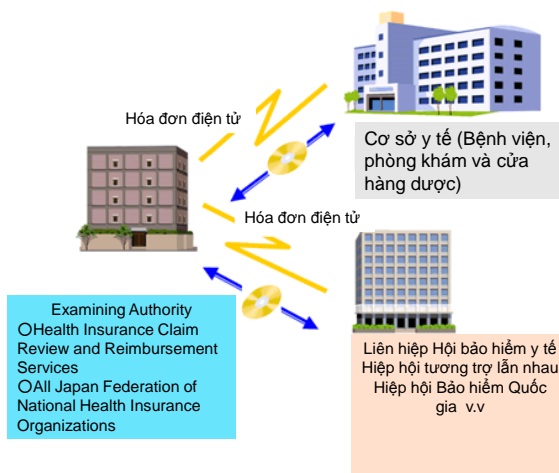 Hóa đơn điện tử
Cơ sở y tế (Bệnh viện,
phòng khám và cửa
hàng dược)
Hóa đơn điện tử
Examining Authority
OHealth Insurance Claim
Review and Reimbursement
Services
OAll Japan Federation of
National Health Insurance
Organizations
Liên hiệp Hội bảo hiểm y tế
Hiệp hội tương trợ lẫn nhau
Hiệp hội Bảo hiểm Quốc
gia v.v